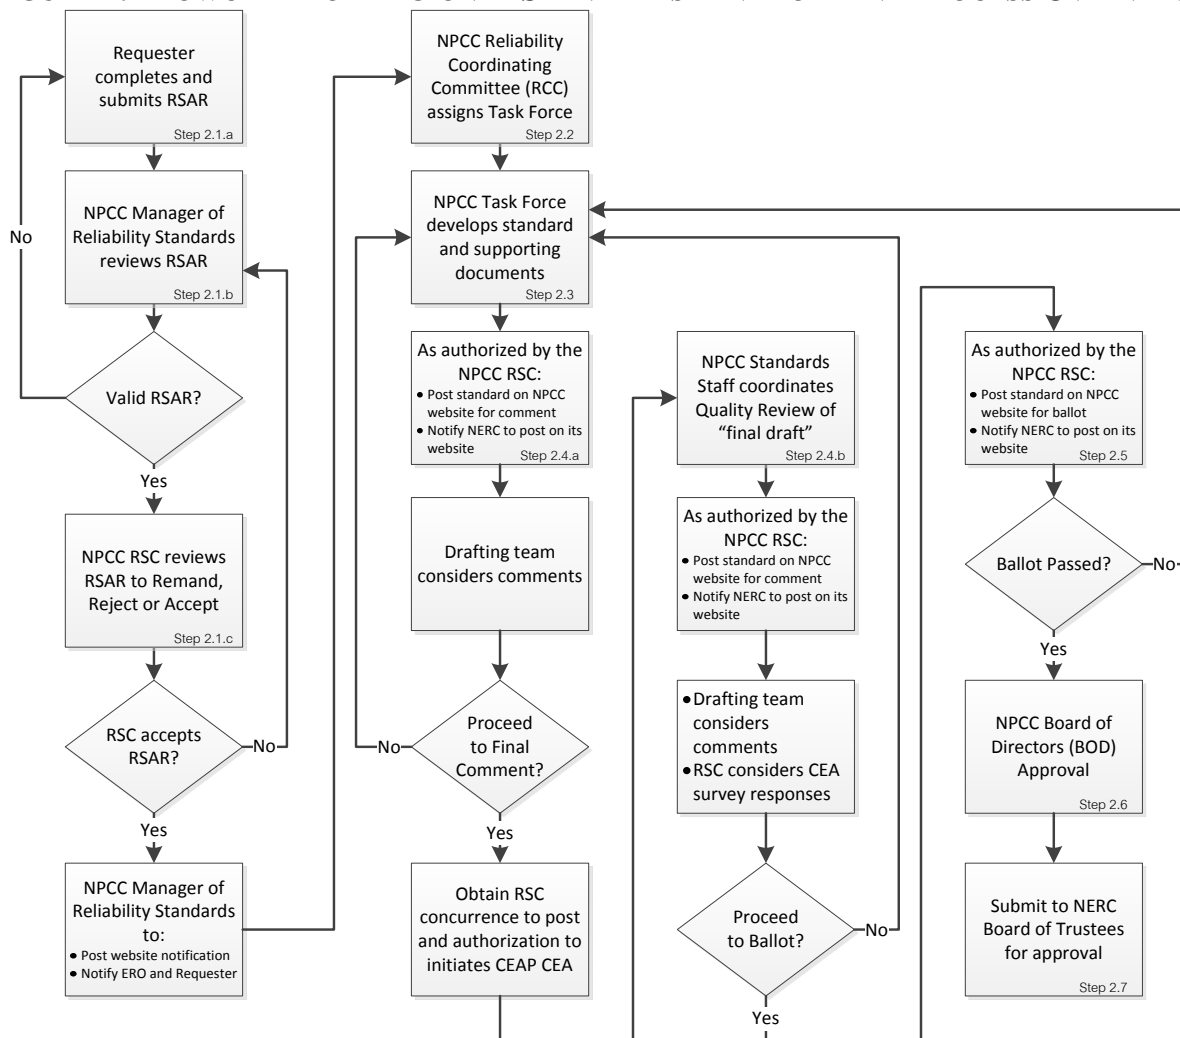 Requester
completes and
submits RSAR
Step 2.1.a
NPCC Manager of
Reliability Standards
reviews RSAR
Step 2.1.b
No
Valid RSAR?
Yes
NPCC RSC reviews
RSAR to Remand,
Reject or Accept
Step 2.1.c
RSC accepts
RSAR?
No
Yes
NPCC Manager of
Reliability Standards
to:
• Post website notification
• Notify ERO and Requester
NPCC Reliability
Coordinating
Committee (RCC)
assigns Task Force
Step 2.2
NPCC Task Force
develops standard
and supporting
documents
Step 2.3
As authorized by the
NPCC RSC:
• Post standard on NPCC
website for comment
• Notify NERC to post on its
website
Step 2.4.a
Drafting team
considers comments
No
Proceed
to Final
Comment?
Yes
Obtain RSC
concurrence to post
and authorization to
initiates CEAP CEA
NPCC Standards
Staff coordinates
Quality Review of
“final draft”
Step 2.4.b
As authorized by the
NPCC RSC:
• Post standard on NPCC
website for comment
• Notify NERC to post on its
website
• Drafting team
considers
comments
• RSC considers CEA
survey responses
Proceed
to Ballot?
No
Yes
As authorized by the
NPCC RSC:
• Post standard on NPCC
website for ballot
• Notify NERC to post on its
website
Step 2.5
Ballot Passed?
No
Yes
NPCC Board of
Directors (BOD)
Approval
Step 2.6
Submit to NERC
Board of Trustees
for approval
Step 2.7